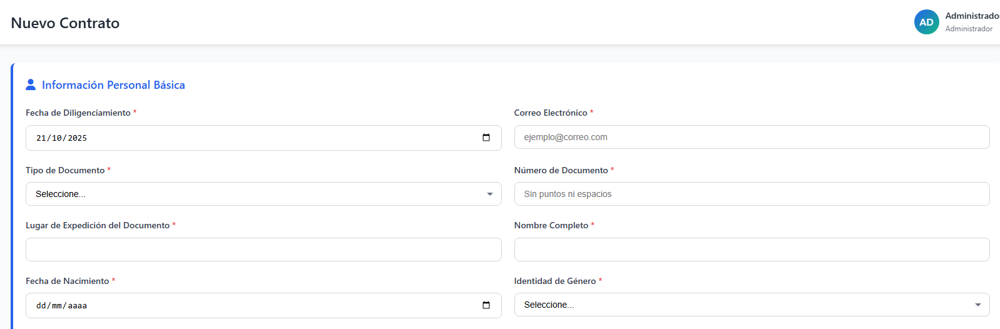 Nuevo Contrato
AD
Administrador
Administrador
Información Personal Básica
Fecha de Diligenciamiento *
Correo Electrónico *
21/10/2025
ejemplo@correo.com
Tipo de Documento *
Número de Documento *
Seleccione...
Sin puntos ni espacios
Lugar de Expedición del Documento *
Nombre Completo *
Fecha de Nacimiento *
Identidad de Género *
dd/mm/aaaa
Seleccione...